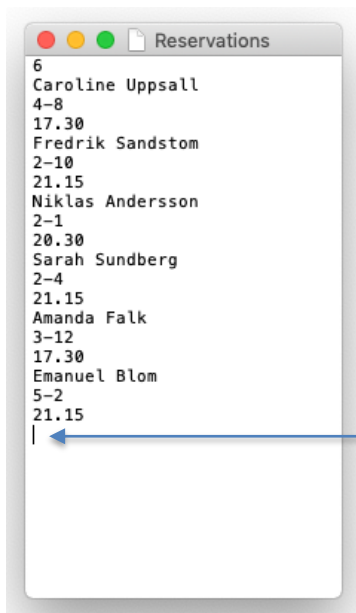 Reservations
6
Caroline Uppsall
4-8
17.30
Fredrik Sandstom
2-10
21.15
Niklas Andersson
2-1
20.30
Sarah Sundberg
2-4
21.15
Amanda Falk
3-12
17.30
Emanuel Blom
5-2
21.15